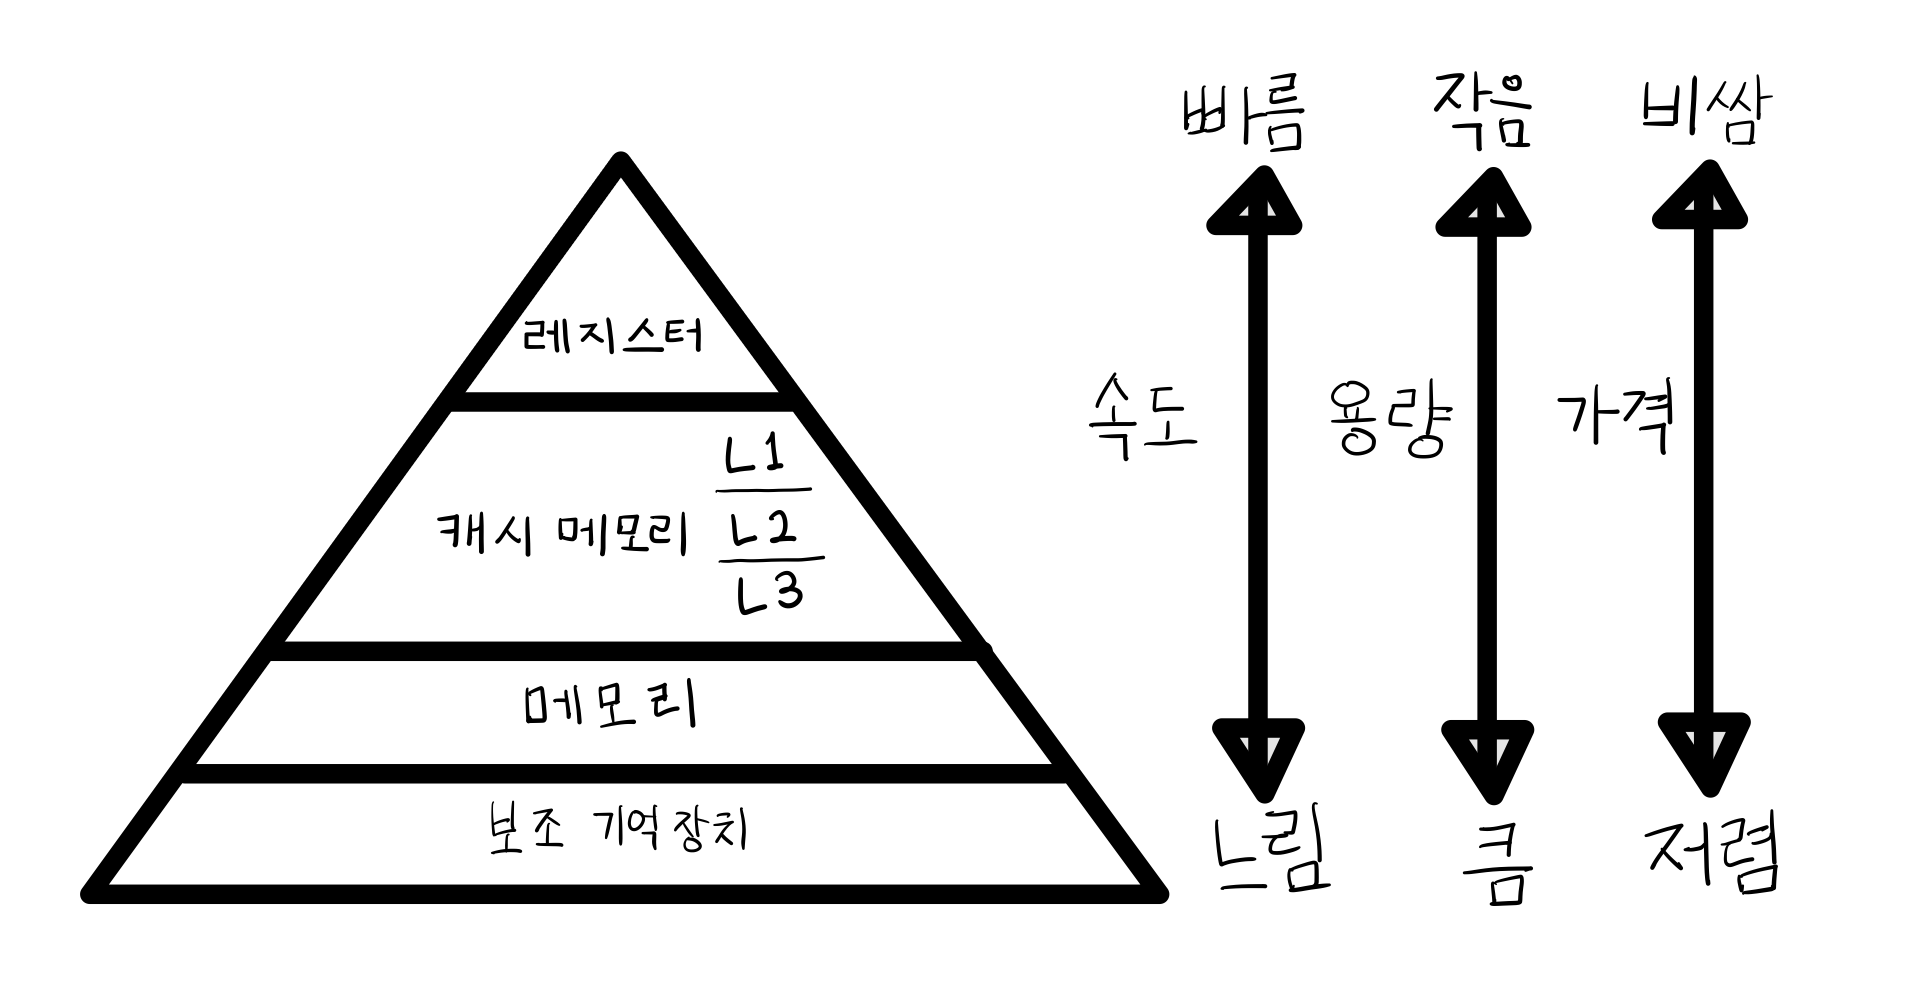 빠름 작음 비쌈
레지스터
속도 용량 가격
L1
캐시 메모리 L2
L3
메모리
보조 기억 장치
느림 큼 저렴